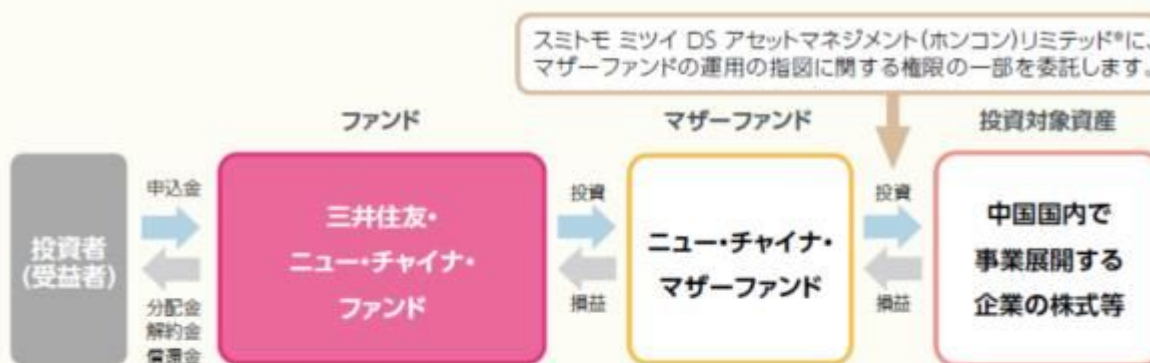 スミトモ ミツイ DS アセットマネジメント(ホンコン)リミテッド*に、
マザーファンドの運用の指図に関する権限の一部を委託します。
ファンド
マザーファンド
投資対象資産
投資者
(受益者)
申込金
分配金
解約金
償還金
三井住友・
ニュー・チャイナ・
ファンド
投資
損益
ニュー・チャイナ・
マザーファンド
投資
損益
中国国内で
事業展開する
企業の株式等